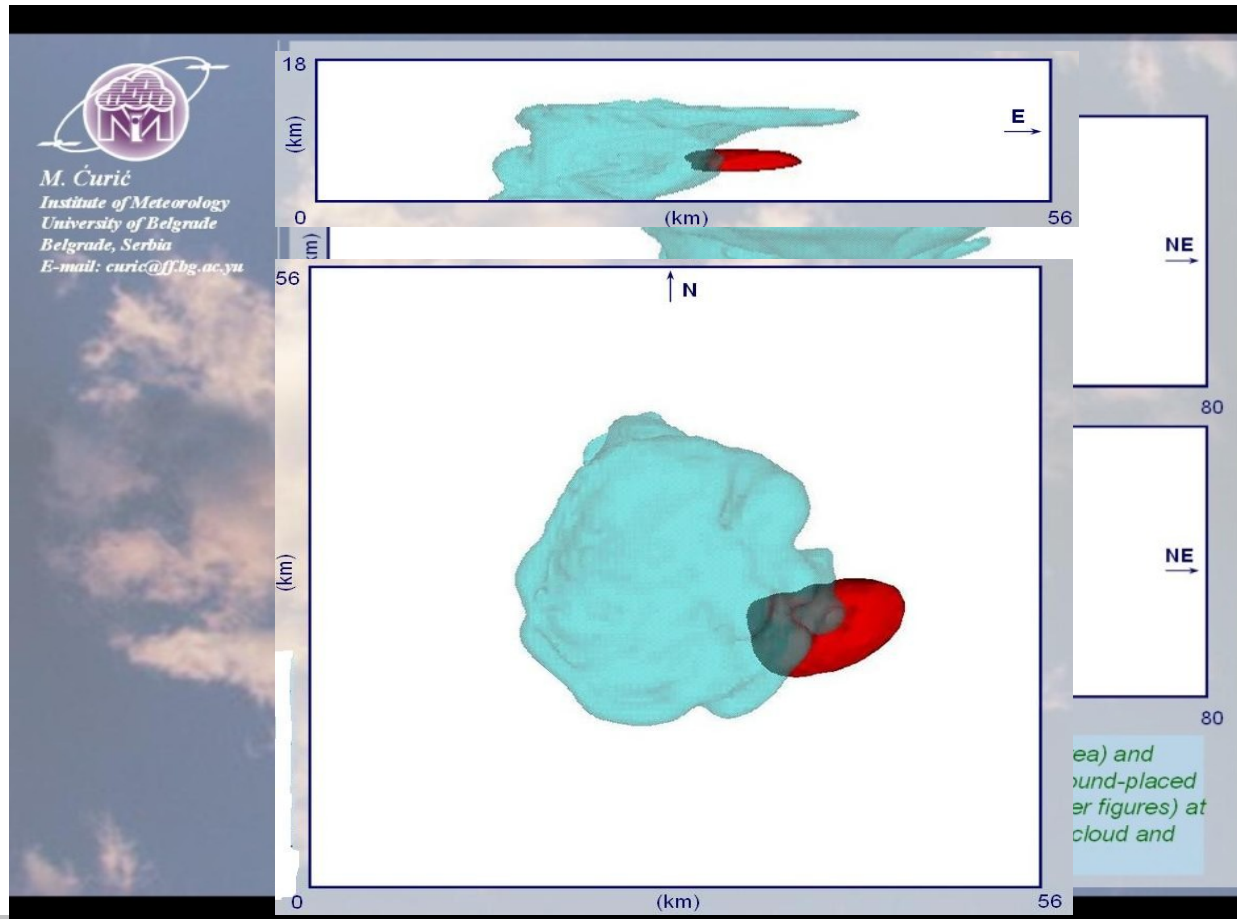 M. Ćurić
Institute of Meteorology
University of Belgrade
Belgrade, Serbia
E-mail: curic@ff.bg.ac.yu
18
(km)
E
0
(km)
56
km)
NE
80
56
N
(km)
0
(km)
56
NE
80
and
ound-placed
er figures) at
cloud and